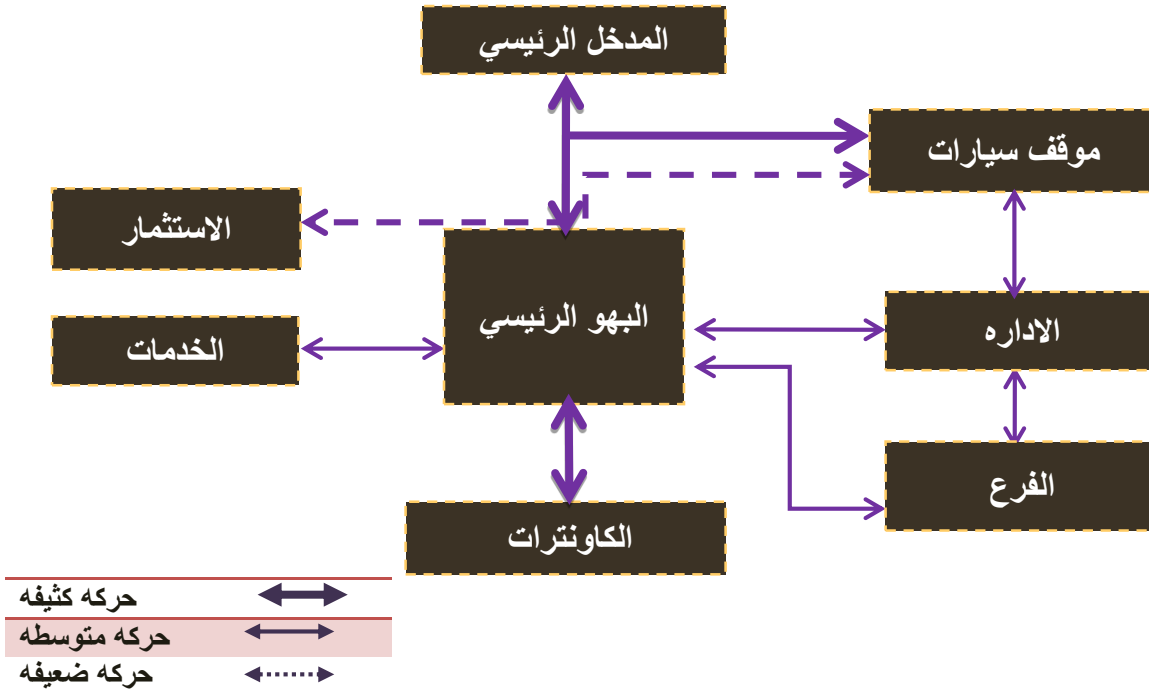 المدخل الرئيسي
موقف سيارات
الاستثمار
البهو الرئيسي
الاداره
الخدمات
الفرع
الكاونترات
حركه كثيفه
حركه متوسطه
حركه ضعيفه